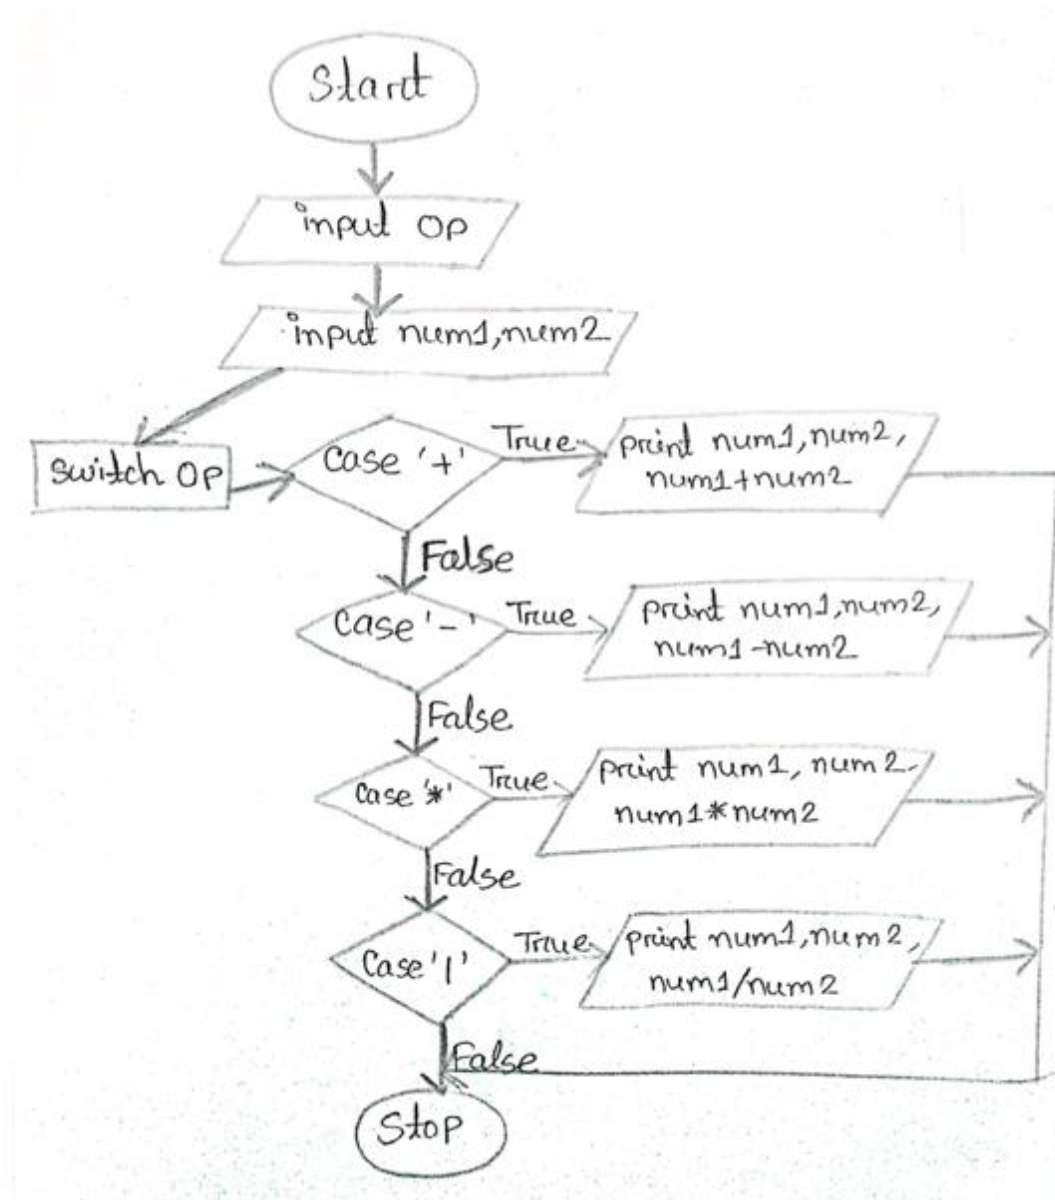 Start
input op
input num1,num2
switch op
case '+'
True
print num1,num2,
num1+num2
False
case '-'
True
print num1,num2,
num1-num2
False
case '*'
True
print num1, num2,
num1*num2
False
case '/'
True
print num1,num2,
num1/num2
False
Stop